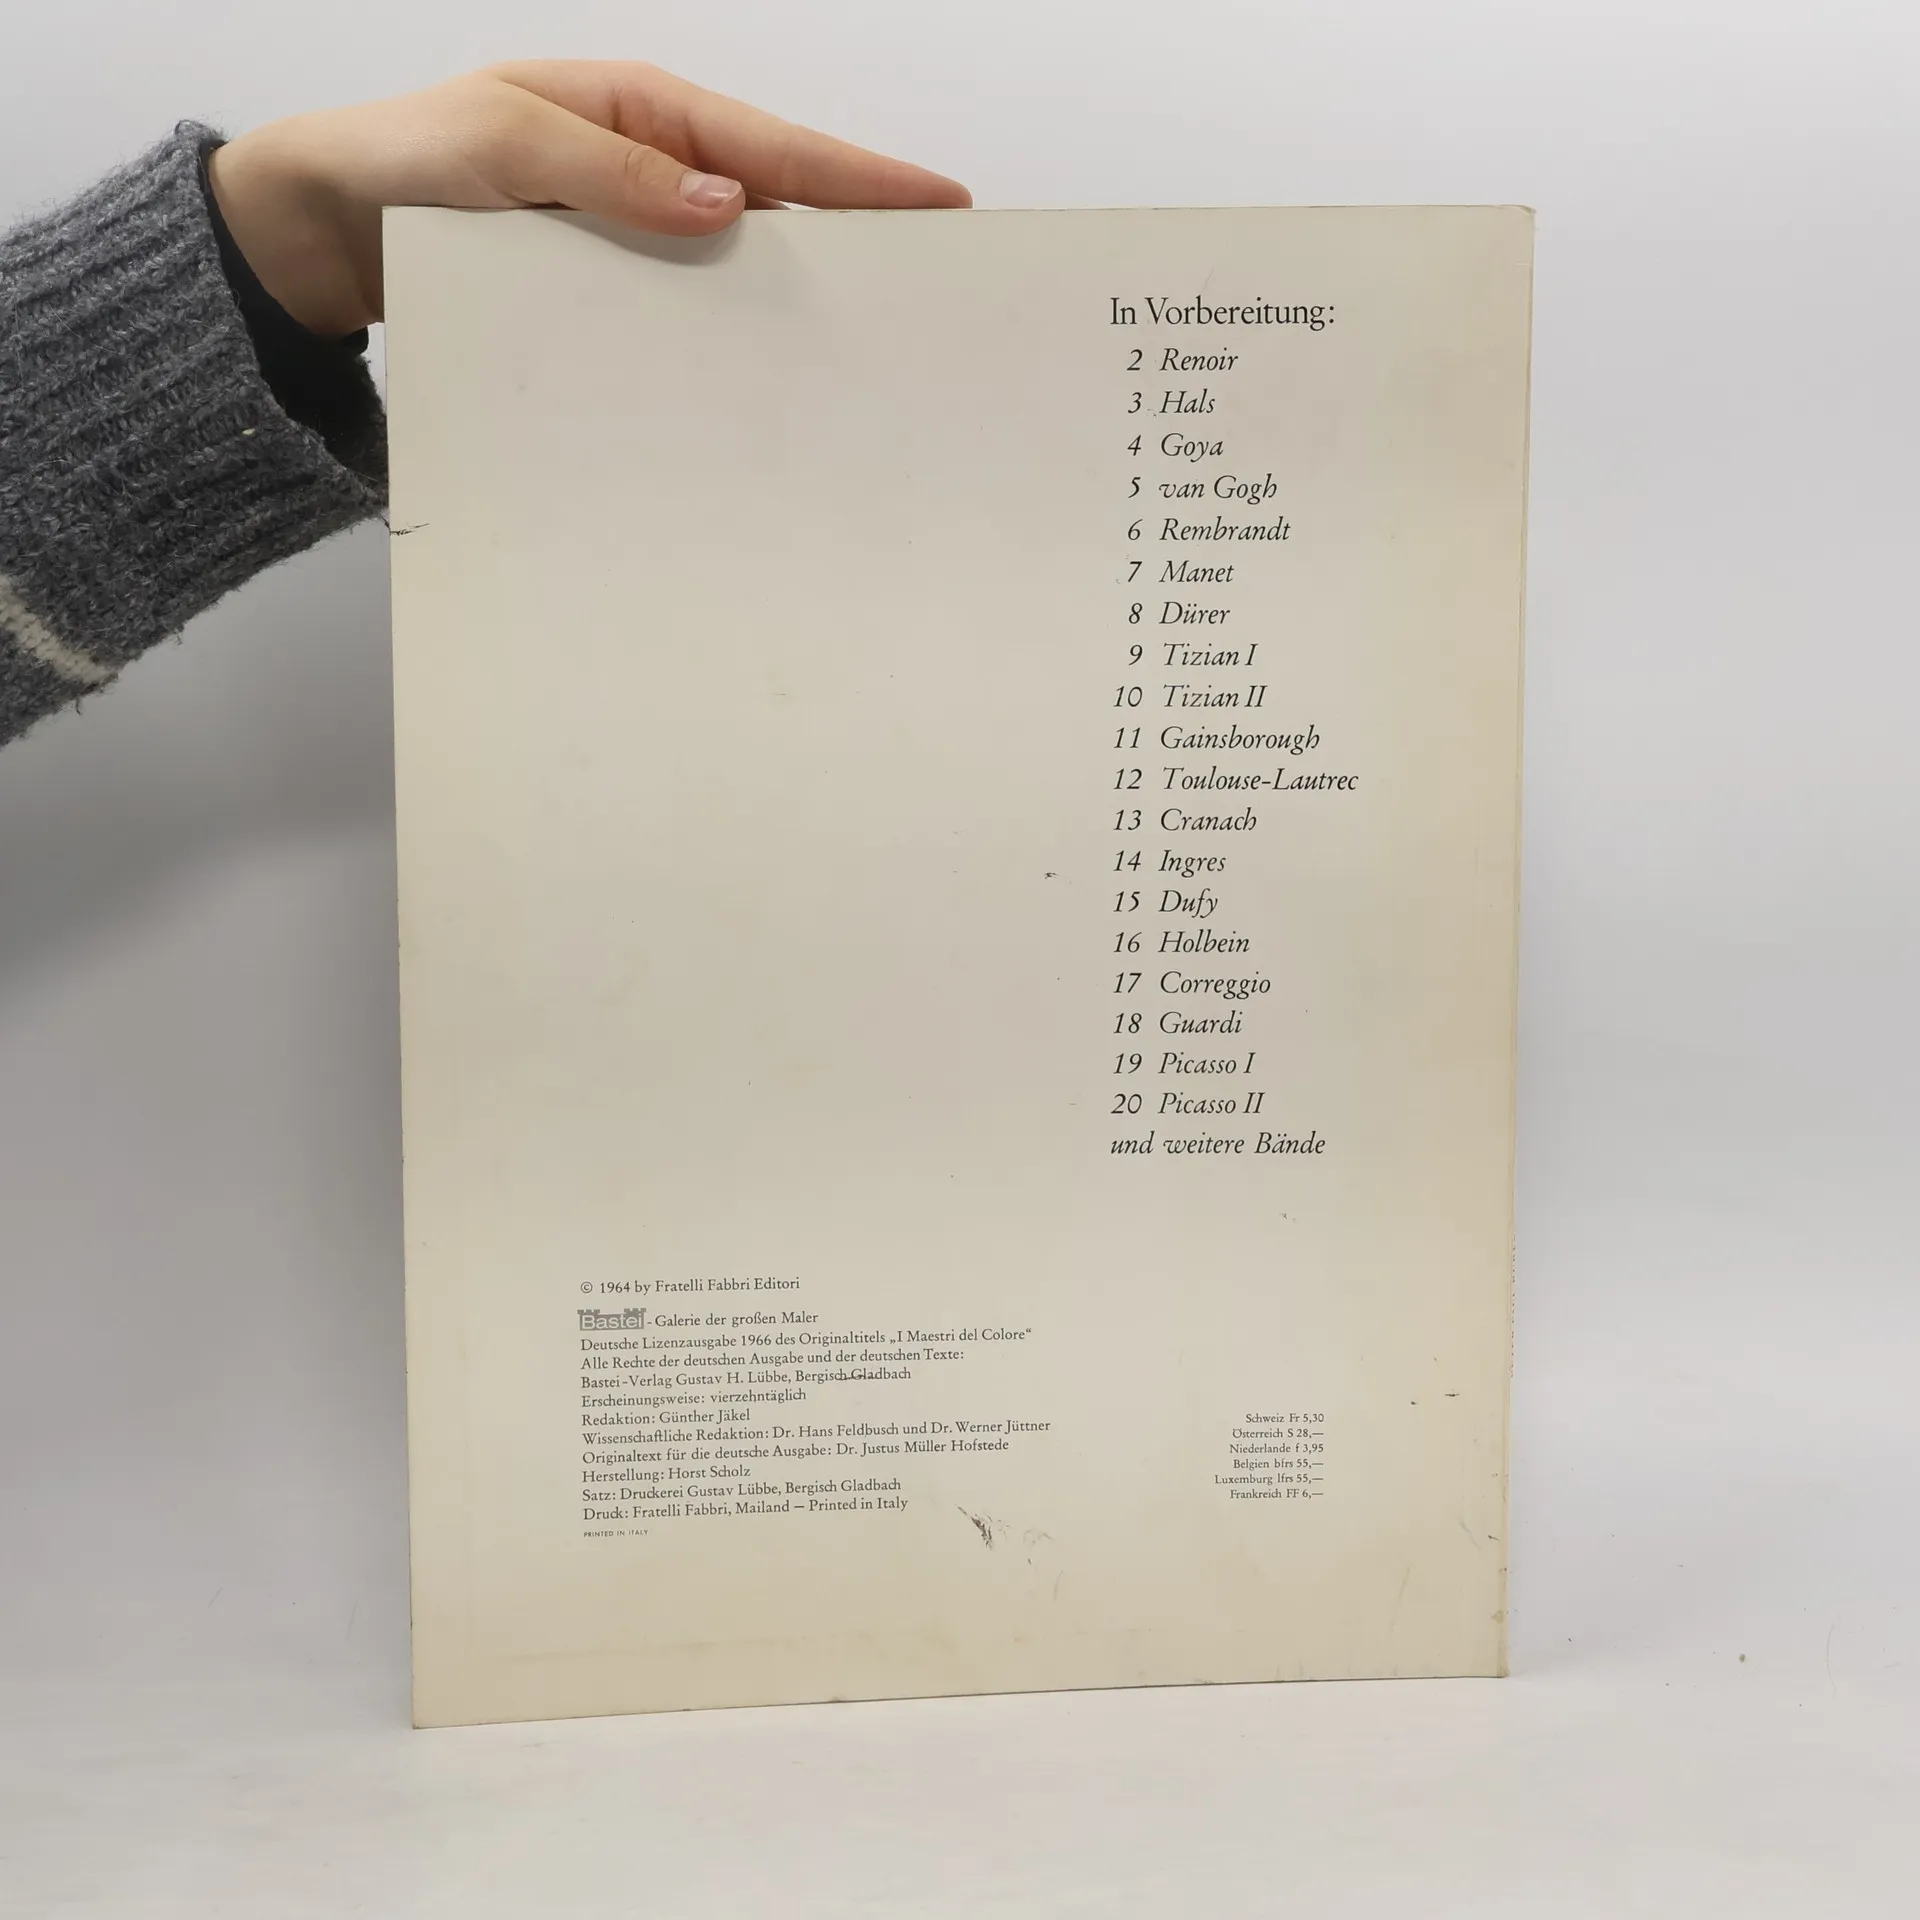 In Vorbereitung:
2 Renoir
3 Hals
4 Goya
5 van Gogh
6 Rembrandt
7 Manet
8 Dürer
9 Tizian I
10 Tizian II
11 Gainsborough
12 Toulouse-Lautrec
13 Cranach
14 Ingres
15 Dufy
16 Holbein
17 Correggio
18 Guardi
19 Picasso I
20 Picasso II
und weitere Bände
© 1964 by Fratelli Fabbri Editori
Bastei - Galerie der großen Maler
Deutsche Lizenzausgabe 1966 des Originaltitels „I Maestri del Colore“
Alle Rechte der deutschen Ausgabe und der deutschen Texte:
Bastei-Verlag Gustav H. Lübbe, Bergisch Gladbach
Erscheinungsweise: vierzehntäglich
Redaktion: Günther Jäkel
Wissenschaftliche Redaktion: Dr. Hans Feldbusch und Dr. Werner Jüttner
Originaltext für die deutsche Ausgabe: Dr. Justus Müller Hofstede
Herstellung: Horst Scholz
Satz: Druckerei Gustav Lübbe, Bergisch Gladbach
Druck: Fratelli Fabbri, Mailand — Printed in Italy
PRINTED IN ITALY
Schweiz Fr 5,30
Österreich S 28,—
Niederlande f 3,95
Belgien bfrs 55,—
Luxemburg lfrs 55,—
Frankreich FF 6,—